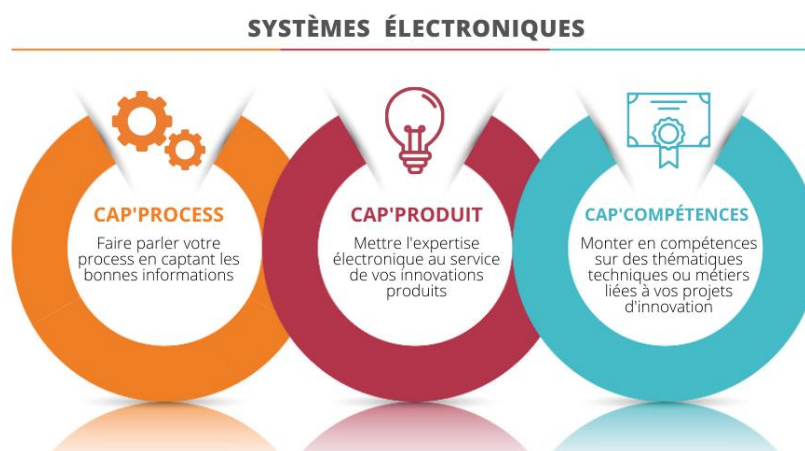 SYSTÈMES ÉLECTRONIQUES
CAP'PROCESS
Faire parler votre
process en captant les
bonnes informations
CAP'PRODUIT
Mettre l'expertise
électronique au service
de vos innovations
produits
CAP'COMPÉTENCES
Monter en compétences
sur des thématiques
techniques ou métiers
liées à vos projets
d'innovation